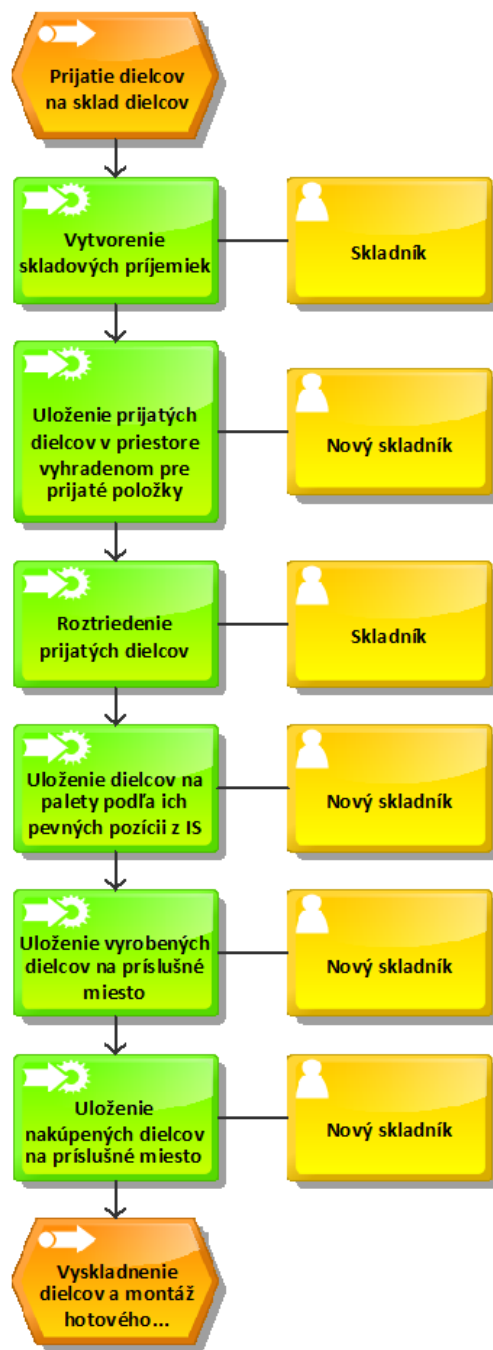 Prijatie dielcov
na sklad dielcov
Vytvorenie
skladových príjemiek
Skladník
Uloženie prijatých
dielcov v priestore
vyhradenom pre
prijaté položky
Nový skladník
Roztriedenie
prijatých dielcov
Skladník
Uloženie dielcov na
palety podľa ich
pevných pozícii z IS
Nový skladník
Uloženie vyrobených
dielcov na príslušné
miesto
Nový skladník
Uloženie
nakúpených dielcov
na príslušné miesto
Nový skladník
Vyskladnenie
dielcov a montáž
hotového...